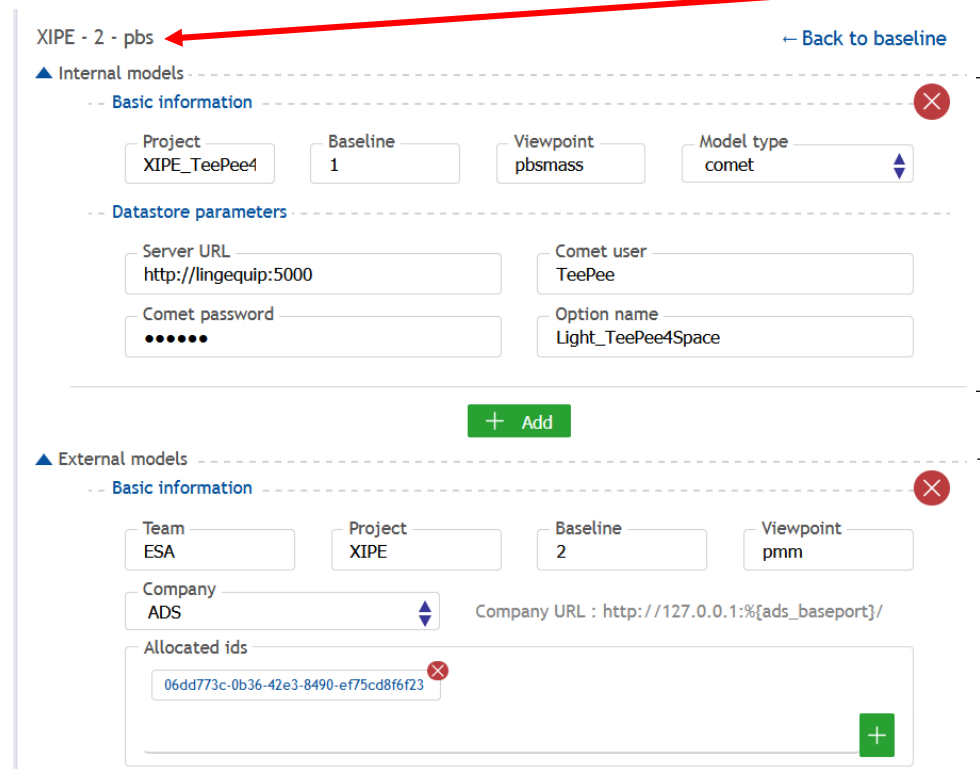 XIPE - 2 - pbs
←Back to baseline
Internal models
Basic information
Project
Baseline
Viewpoint
Model type
XIPE_TeePee4
1
pbsmass
comet
Datastore parameters
Server URL
Comet user
http://lingequip:5000
TeePee
Comet password
Option name
••••••
Light_TeePee4Space
+ Add
External models
Basic information
Team
Project
Baseline
Viewpoint
ESA
XIPE
2
pmm
Company
ADS
Company URL : http://127.0.0.1:%{ads_baseport}/
Allocated ids
06dd773c-0b36-42e3-8490-ef75cd8f6f23
+